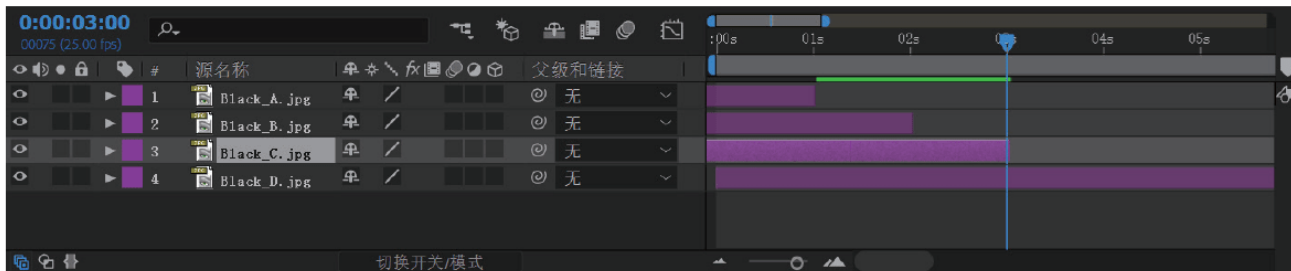 0:00:03:00
00075 (25.00 fps)
:00s 01s 02s 04s 05s
# 源名称 fx 父级和链接
1 Black_A.jpg 无
2 Black_B.jpg 无
3 Black_C.jpg 无
4 Black_D.jpg 无
切换开关/模式